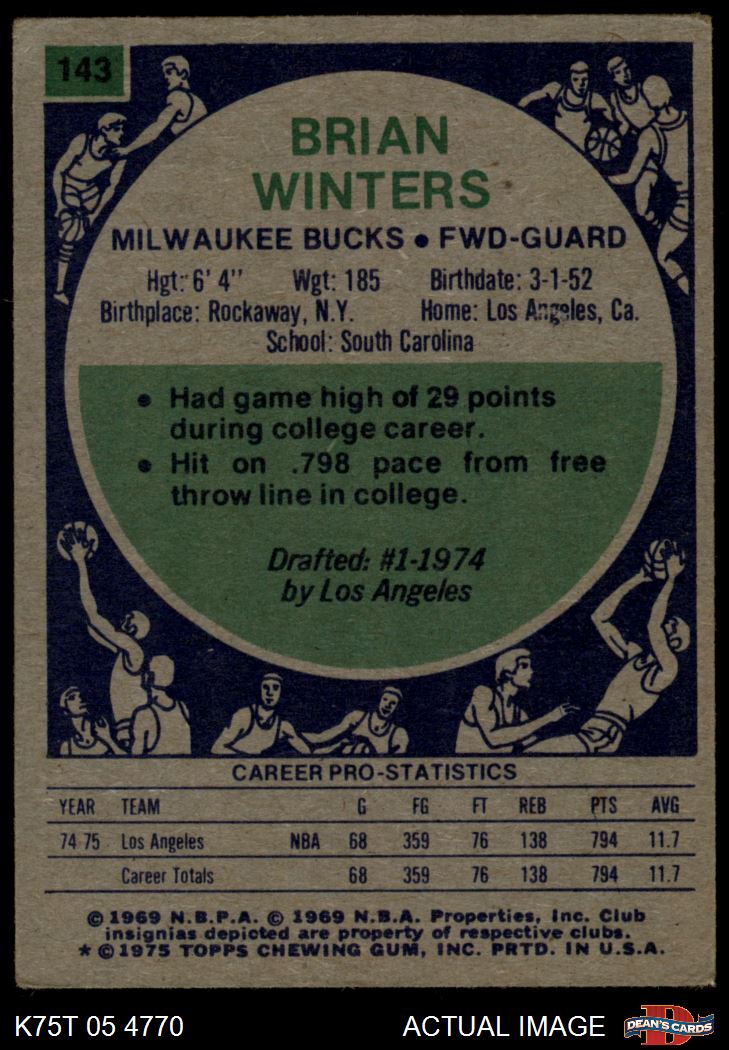 143
BRIAN
WINTERS
MILWAUKEE BUCKS • FWD-GUARD
Hgt: 6' 4" Wgt: 185 Birthdate: 3-1-52
Birthplace: Rockaway, N.Y. Home: Los Angeles, Ca.
School: South Carolina
• Had game high of 29 points
during college career.
• Hit on .798 pace from free
throw line in college.
Drafted: #1-1974
by Los Angeles
CAREER PRO-STATISTICS
YEAR TEAM G FG FT REB PTS AVG
74 75 Los Angeles NBA 68 359 76 138 794 11.7
Career Totals 68 359 76 138 794 11.7
© 1969 N.B.P.A. © 1969 N.B.A. Properties, Inc. Club
insignias depicted are property of respective clubs.
* © 1975 TOPPS CHEWING GUM, INC. PRTD. IN U.S.A.
K75T 05 4770 ACTUAL IMAGE D DEAN'S CARDS